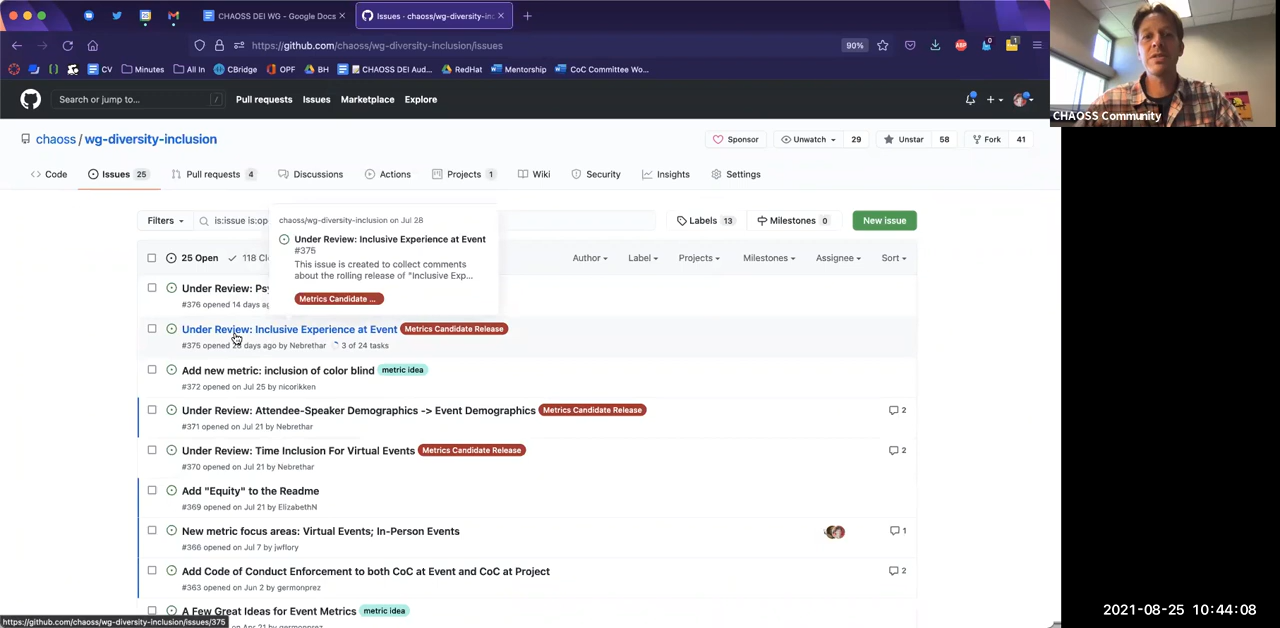 CHAOSS DEI WG - Google Docs
Issues · chaoss/wg-diversity-inc
https://github.com/chaoss/wg-diversity-inclusion/issues
90%
CV
Minutes
All In
CBridge
OPF
BH
CHAOSS DEI Aud...
RedHat
Mentorship
CoC Committee Wo...
Search or jump to...
/
Pull requests
Issues
Marketplace
Explore
chaoss / wg-diversity-inclusion
Sponsor
Unwatch
29
Unstar
58
Fork
41
Code
Issues 25
Pull requests 4
Discussions
Actions
Projects 1
Wiki
Security
Insights
Settings
Filters
is:issue is:op
Labels 13
Milestones 0
New issue
chaoss/wg-diversity-inclusion on Jul 28
Under Review: Inclusive Experience at Event
#375
This issue is created to collect comments
about the rolling release of "Inclusive Exp...
Metrics Candidate ...
25 Open
118 Cl
Author
Label
Projects
Milestones
Assignee
Sort
Under Review: Psy
#376 opened 14 days ag
Under Review: Inclusive Experience at Event Metrics Candidate Release
#375 opened days ago by Nebrethar 3 of 24 tasks
Add new metric: inclusion of color blind metric idea
#372 opened on Jul 25 by nicorikken
Under Review: Attendee-Speaker Demographics -> Event Demographics Metrics Candidate Release
2
#371 opened on Jul 21 by Nebrethar
Under Review: Time Inclusion For Virtual Events Metrics Candidate Release
2
#370 opened on Jul 21 by Nebrethar
Add "Equity" to the Readme
#369 opened on Jul 21 by ElizabethN
New metric focus areas: Virtual Events; In-Person Events
1
#366 opened on Jul 7 by jwflory
Add Code of Conduct Enforcement to both CoC at Event and CoC at Project
2
#363 opened on Jun 2 by germonprez
A Few Great Ideas for Event Metrics metric idea
https://github.com/chaoss/wg-diversity-inclusion/issues/375
CHAOSS Community
2021-08-25 10:44:08